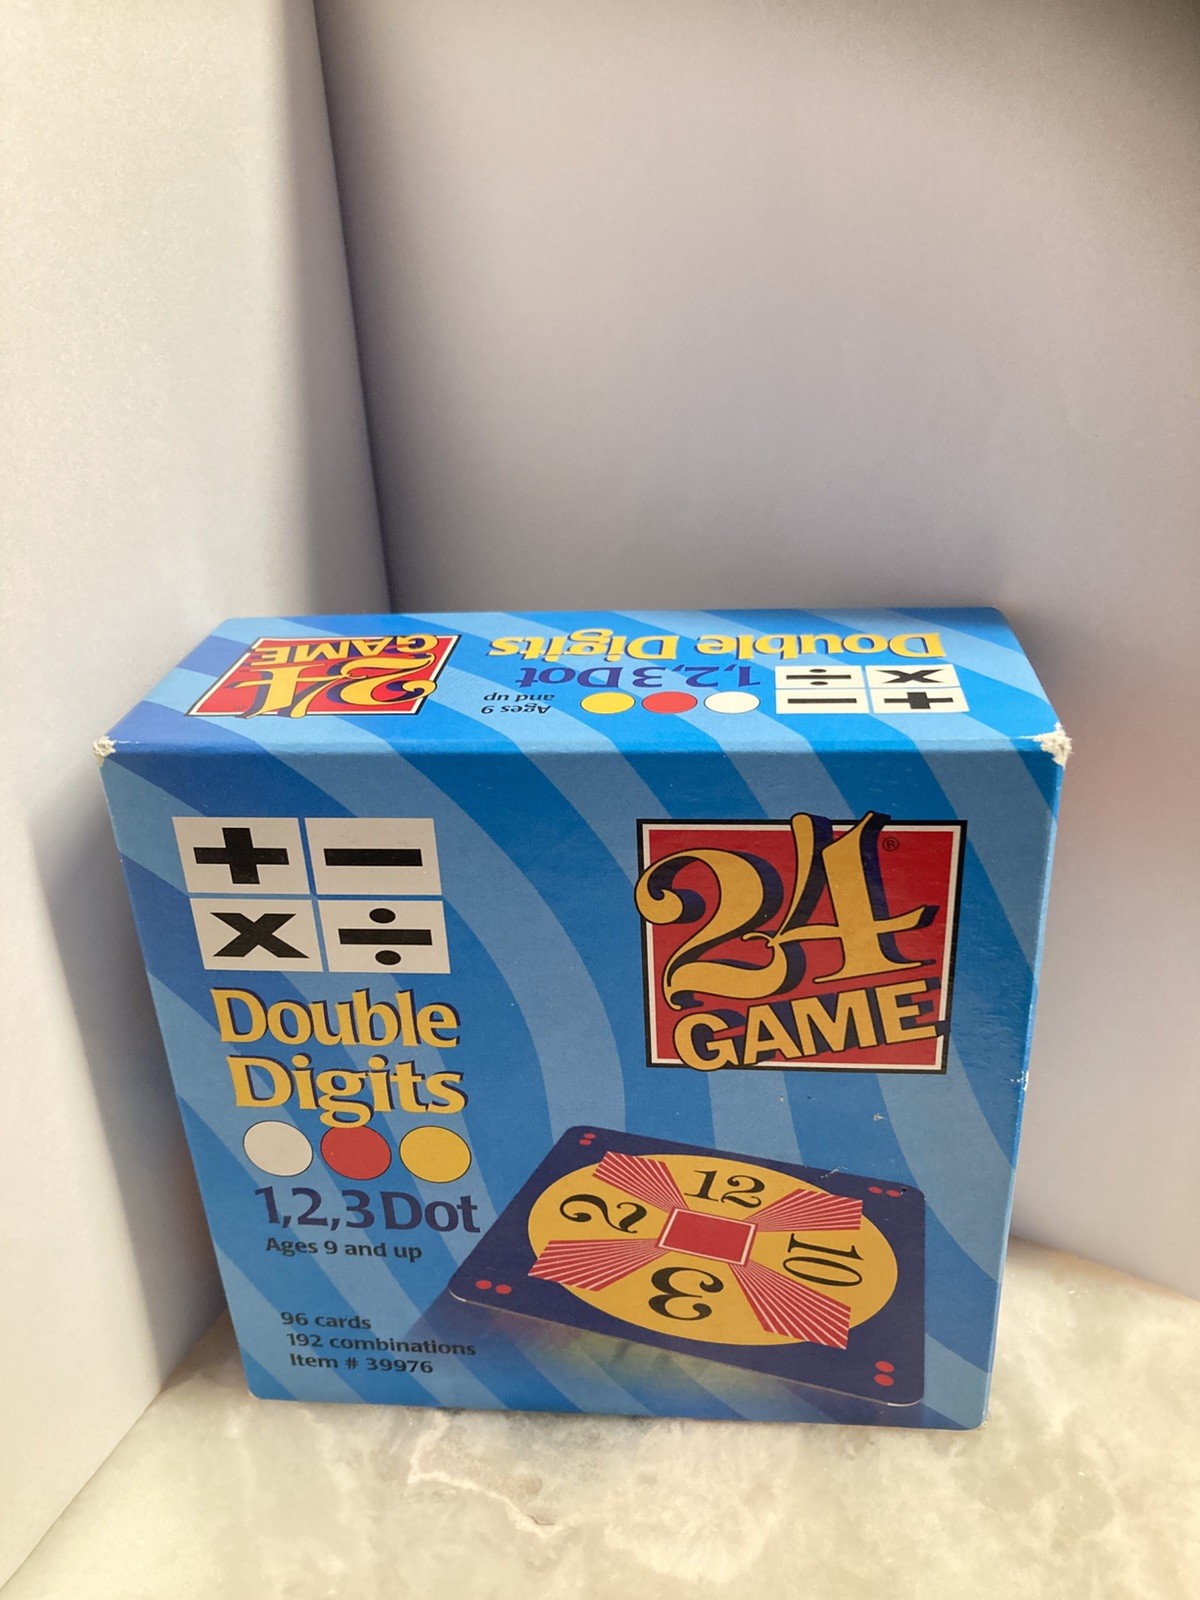 Double Digits
1,2,3 Dot
Ages 9
and up
+ −
× ÷
24
GAME
+ −
x ÷
Double
Digits
1,2,3 Dot
Ages 9 and up
96 cards
192 combinations
Item # 39976
24®
GAME
12
2
10
3